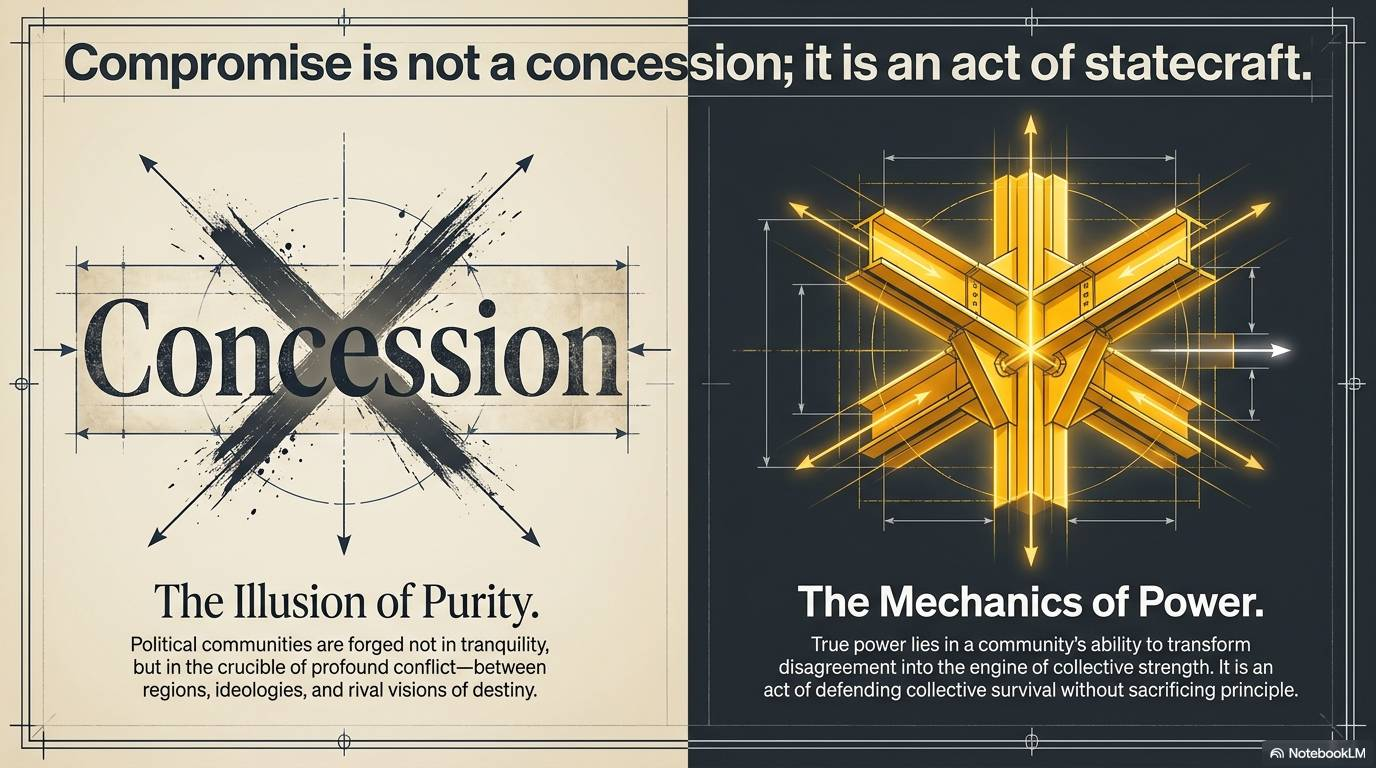 Compromise is not a concession; it is an act of statecraft.
Concession
The Illusion of Purity.
Political communities are forged not in tranquility,
but in the crucible of profound conflict—between
regions, ideologies, and rival visions of destiny.
The Mechanics of Power.
True power lies in a community's ability to transform
disagreement into the engine of collective strength. It is an
act of defending collective survival without sacrificing principle.
NotebookLM